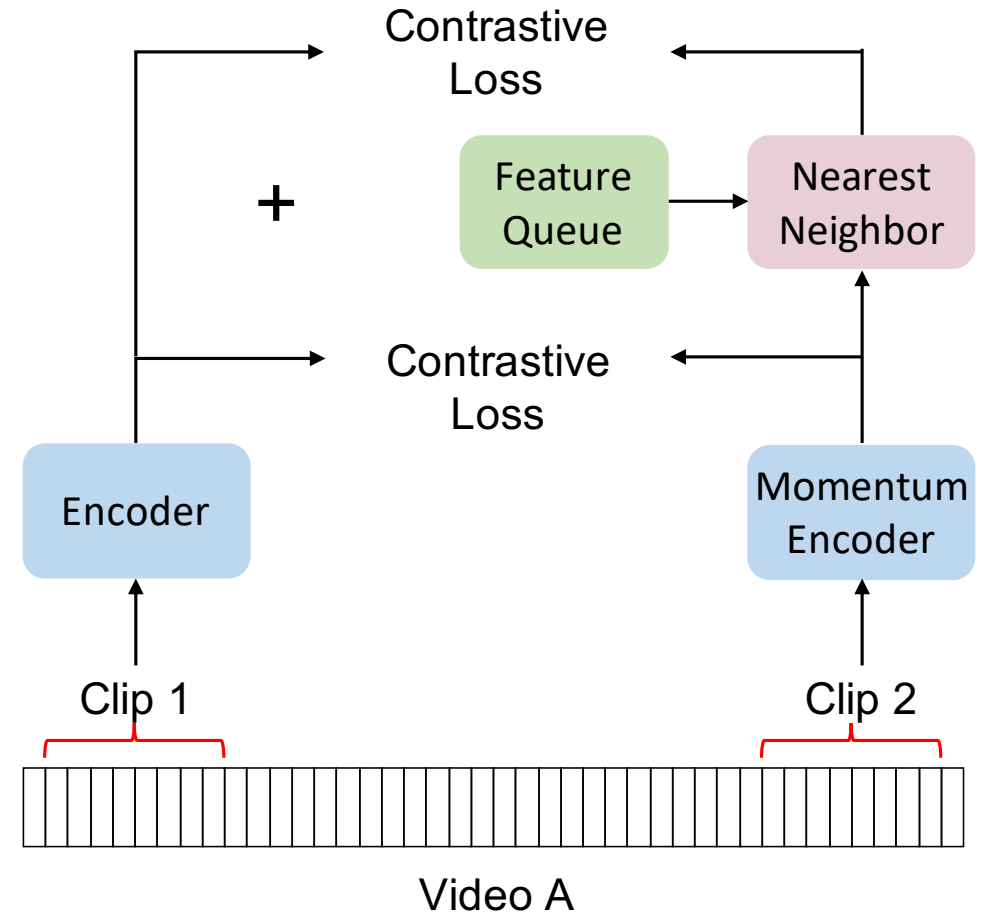 Contrastive
Loss
+
Feature
Queue
Nearest
Neighbor
Contrastive
Loss
Encoder
Momentum
Encoder
Clip 1
Clip 2
Video A